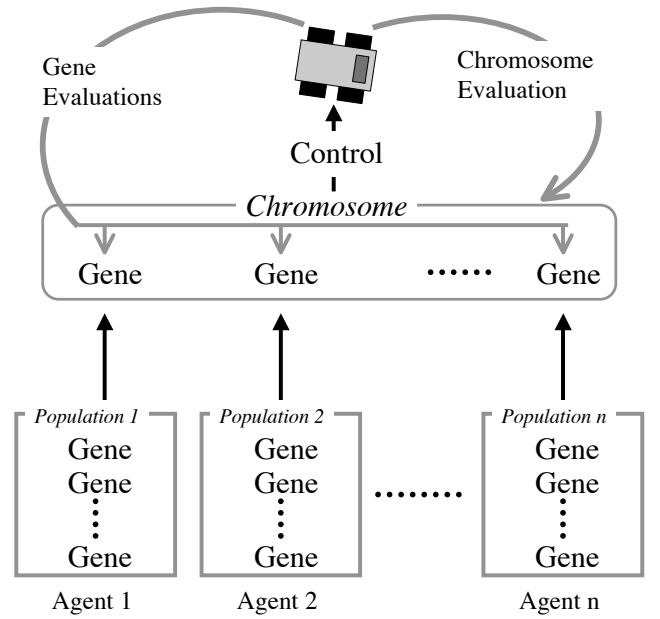 Gene
Evaluations
Chromosome
Evaluation
Control
Chromosome
Gene Gene ...... Gene
Population 1 Population 2 Population n
Gene Gene Gene
Gene Gene ........ Gene
Gene Gene Gene
Agent 1 Agent 2 Agent n